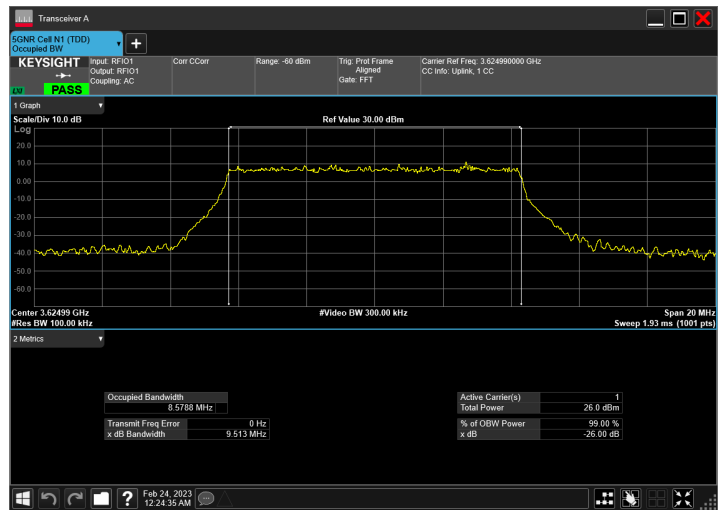 Transceiver A
5GNR Cell N1 (TDD)
Occupied BW
KEYSIGHT
LXI
PASS
Input: RFIO1
Output: RFIO1
Coupling: AC
Corr CCorr
Range: -60 dBm
Trig: Prot Frame
Aligned
Gate: FFT
Carrier Ref Freq: 3.624990000 GHz
CC Info: Uplink, 1 CC
1 Graph
Scale/Div 10.0 dB
Ref Value 30.00 dBm
Log
20.0
10.0
0.00
-10.0
-20.0
-30.0
-40.0
-50.0
-60.0
Center 3.62499 GHz
#Video BW 300.00 kHz
Span 20 MHz
#Res BW 100.00 kHz
Sweep 1.93 ms (1001 pts)
2 Metrics
Occupied Bandwidth
8.5788 MHz
Transmit Freq Error 0 Hz
x dB Bandwidth 9.513 MHz
Active Carrier(s) 1
Total Power 26.0 dBm
% of OBW Power 99.00 %
x dB -26.00 dB
?
Feb 24, 2023
12:24:35 AM